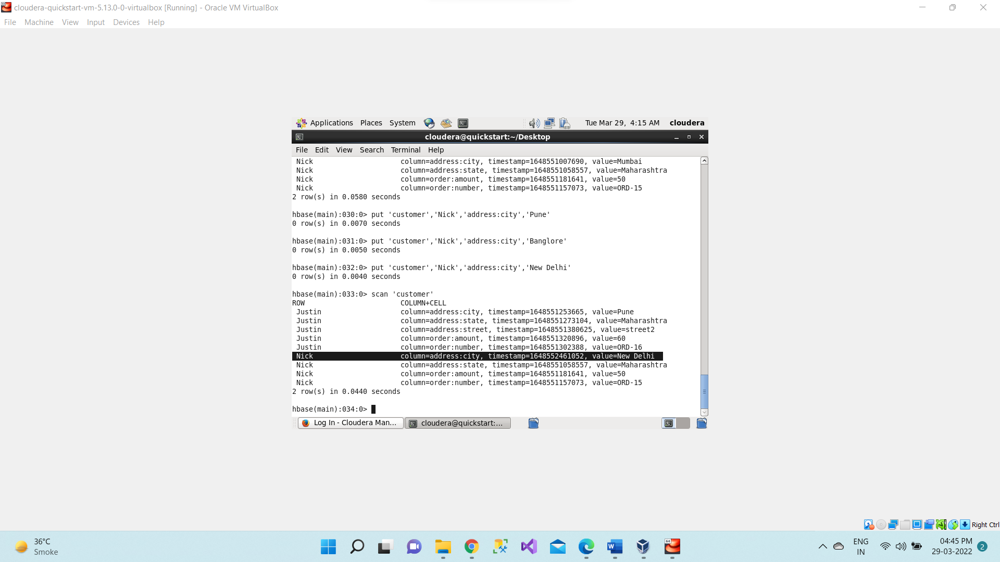 cloudera-quickstart-vm-5.13.0-0-virtualbox [Running] - Oracle VM VirtualBox
File Machine View Input Devices Help
Applications Places System Tue Mar 29, 4:15 AM cloudera
cloudera@quickstart:~/Desktop
File Edit View Search Terminal Help
Nick column=address:city, timestamp=1648551007690, value=Mumbai
Nick column=address:state, timestamp=1648551058557, value=Maharashtra
Nick column=order:amount, timestamp=1648551181641, value=50
Nick column=order:number, timestamp=1648551157073, value=ORD-15
2 row(s) in 0.0580 seconds
hbase(main):030:0> put 'customer','Nick','address:city','Pune'
0 row(s) in 0.0070 seconds
hbase(main):031:0> put 'customer','Nick','address:city','Banglore'
0 row(s) in 0.0050 seconds
hbase(main):032:0> put 'customer','Nick','address:city','New Delhi'
0 row(s) in 0.0040 seconds
hbase(main):033:0> scan 'customer'
ROW COLUMN+CELL
Justin column=address:city, timestamp=1648551253665, value=Pune
Justin column=address:state, timestamp=1648551273104, value=Maharashtra
Justin column=address:street, timestamp=1648551380625, value=street2
Justin column=order:amount, timestamp=1648551320896, value=60
Justin column=order:number, timestamp=1648551302388, value=ORD-16
Nick column=address:city, timestamp=1648552461052, value=New Delhi
Nick column=address:state, timestamp=1648551058557, value=Maharashtra
Nick column=order:amount, timestamp=1648551181641, value=50
Nick column=order:number, timestamp=1648551157073, value=ORD-15
2 row(s) in 0.0440 seconds
hbase(main):034:0>
Log In - Cloudera Man... cloudera@quickstart:...
Right Ctrl
36°C
Smoke
ENG
IN
04:45 PM
29-03-2022
2